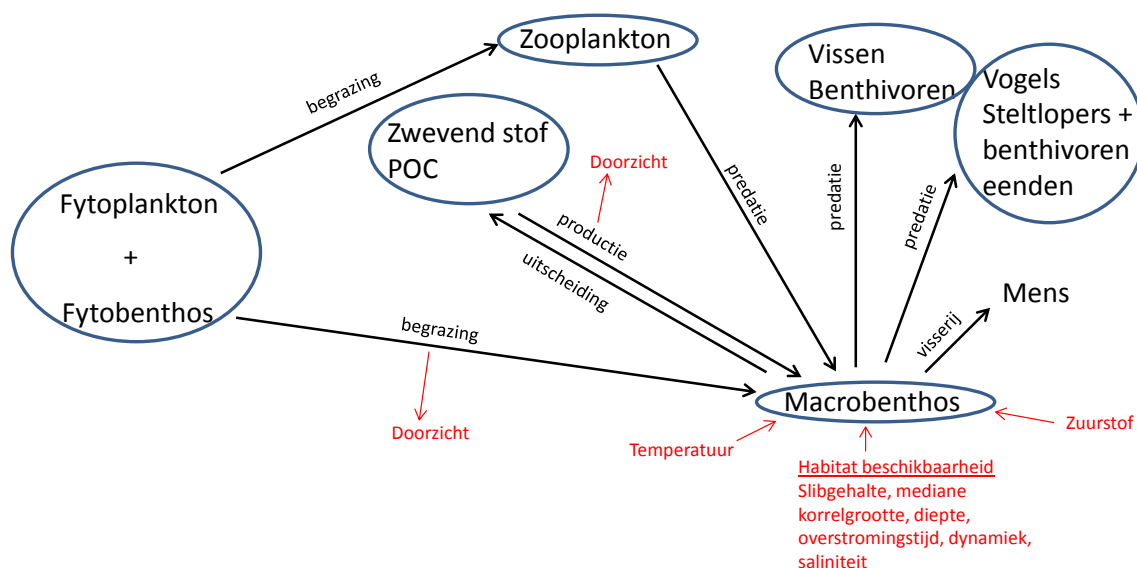 Zooplankton
Vissen
Benthivoren
Vogels
Steltlopers +
benthivoren
eenden
begrazing
Zwevend stof
POC
Doorzicht
predatie
predatie
predatie
Fytoplankton
+
Fytobenthos
productie
uitscheiding
begrazing
Mens
visserij
Macrobenthos
Doorzicht
Temperatuur
Zuurstof
Habitat beschikbaarheid
Slibgehalte, mediane
korrelgrootte, diepte,
overstromingstijd, dynamiek,
saliniteit